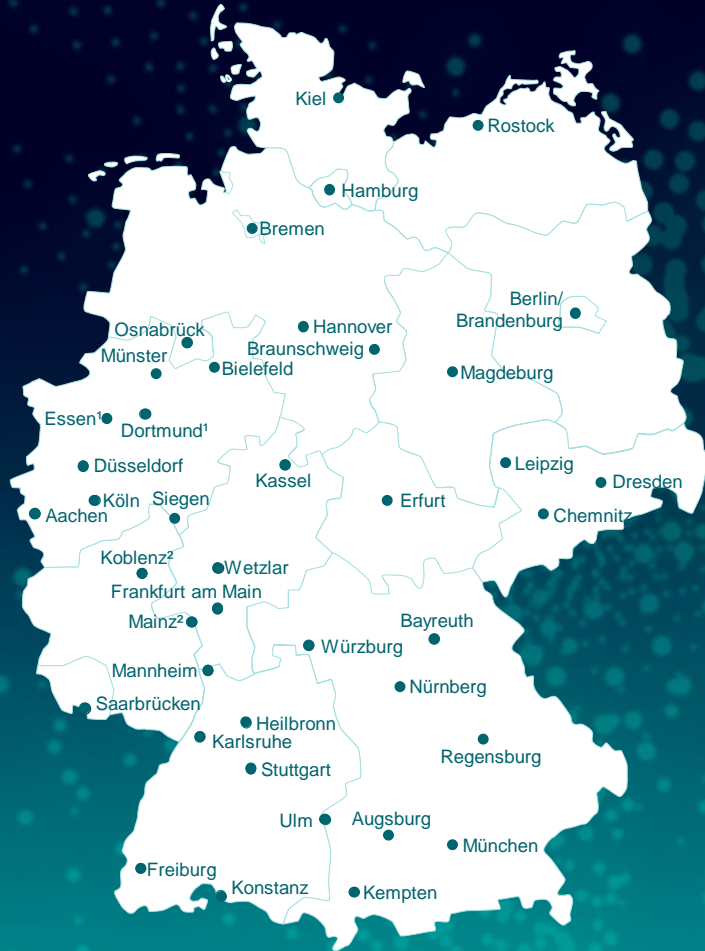 Kiel
Rostock
Hamburg
Bremen
Berlin/
Brandenburg
Osnabrück
Hannover
Münster
Braunschweig
Bielefeld
Magdeburg
Essen¹
Dortmund¹
Düsseldorf
Kassel
Leipzig
Dresden
Köln
Siegen
Erfurt
Aachen
Chemnitz
Koblenz²
Wetzlar
Frankfurt am Main
Mainz²
Bayreuth
Würzburg
Mannheim
Nürnberg
Saarbrücken
Heilbronn
Karlsruhe
Regensburg
Stuttgart
Ulm
Augsburg
München
Freiburg
Konstanz
Kempten